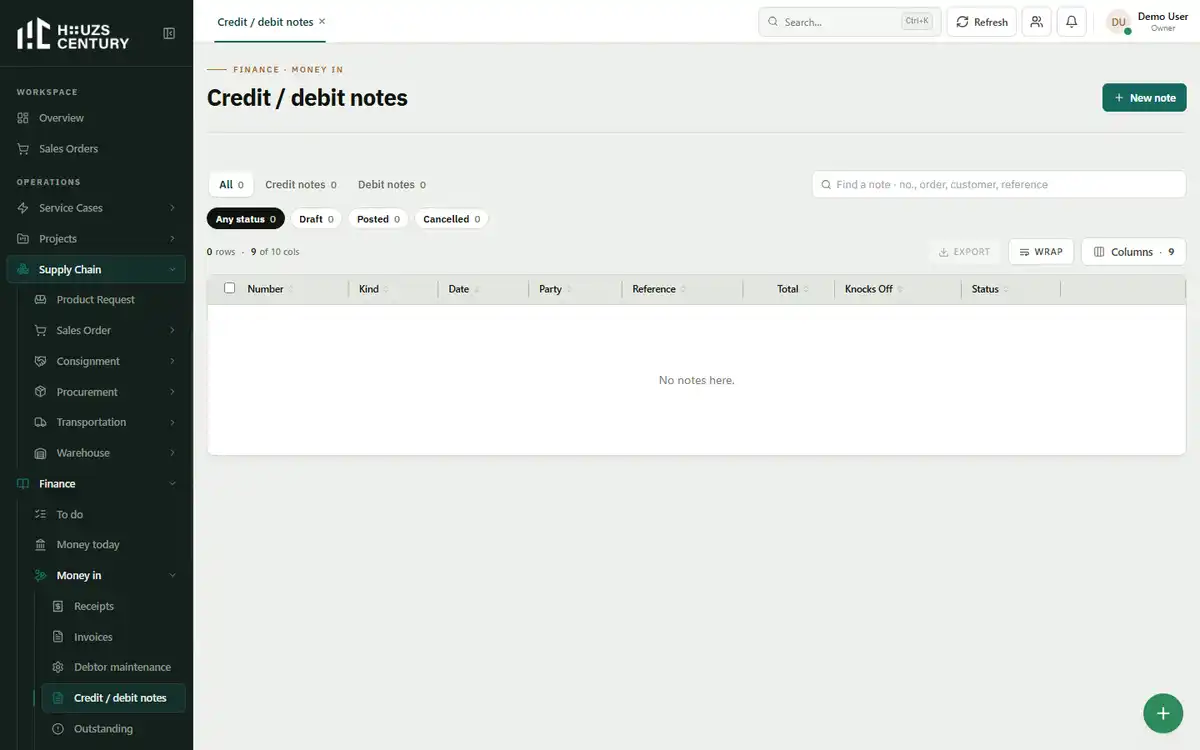 HOUZS
CENTURY
WORKSPACE
Overview
Sales Orders
OPERATIONS
Service Cases
Projects
Supply Chain
Product Request
Sales Order
Consignment
Procurement
Transportation
Warehouse
Finance
To do
Money today
Money in
Receipts
Invoices
Debtor maintenance
Credit / debit notes
Outstanding
Credit / debit notes ×
Search... Ctrl+K
Refresh
DU
Demo User
Owner
FINANCE · MONEY IN
Credit / debit notes
+ New note
All 0 Credit notes 0 Debit notes 0
Find a note · no., order, customer, reference
Any status 0 Draft 0 Posted 0 Cancelled 0
0 rows · 9 of 10 cols
EXPORT WRAP Columns · 9
Number Kind Date Party Reference Total Knocks Off Status
No notes here.
+